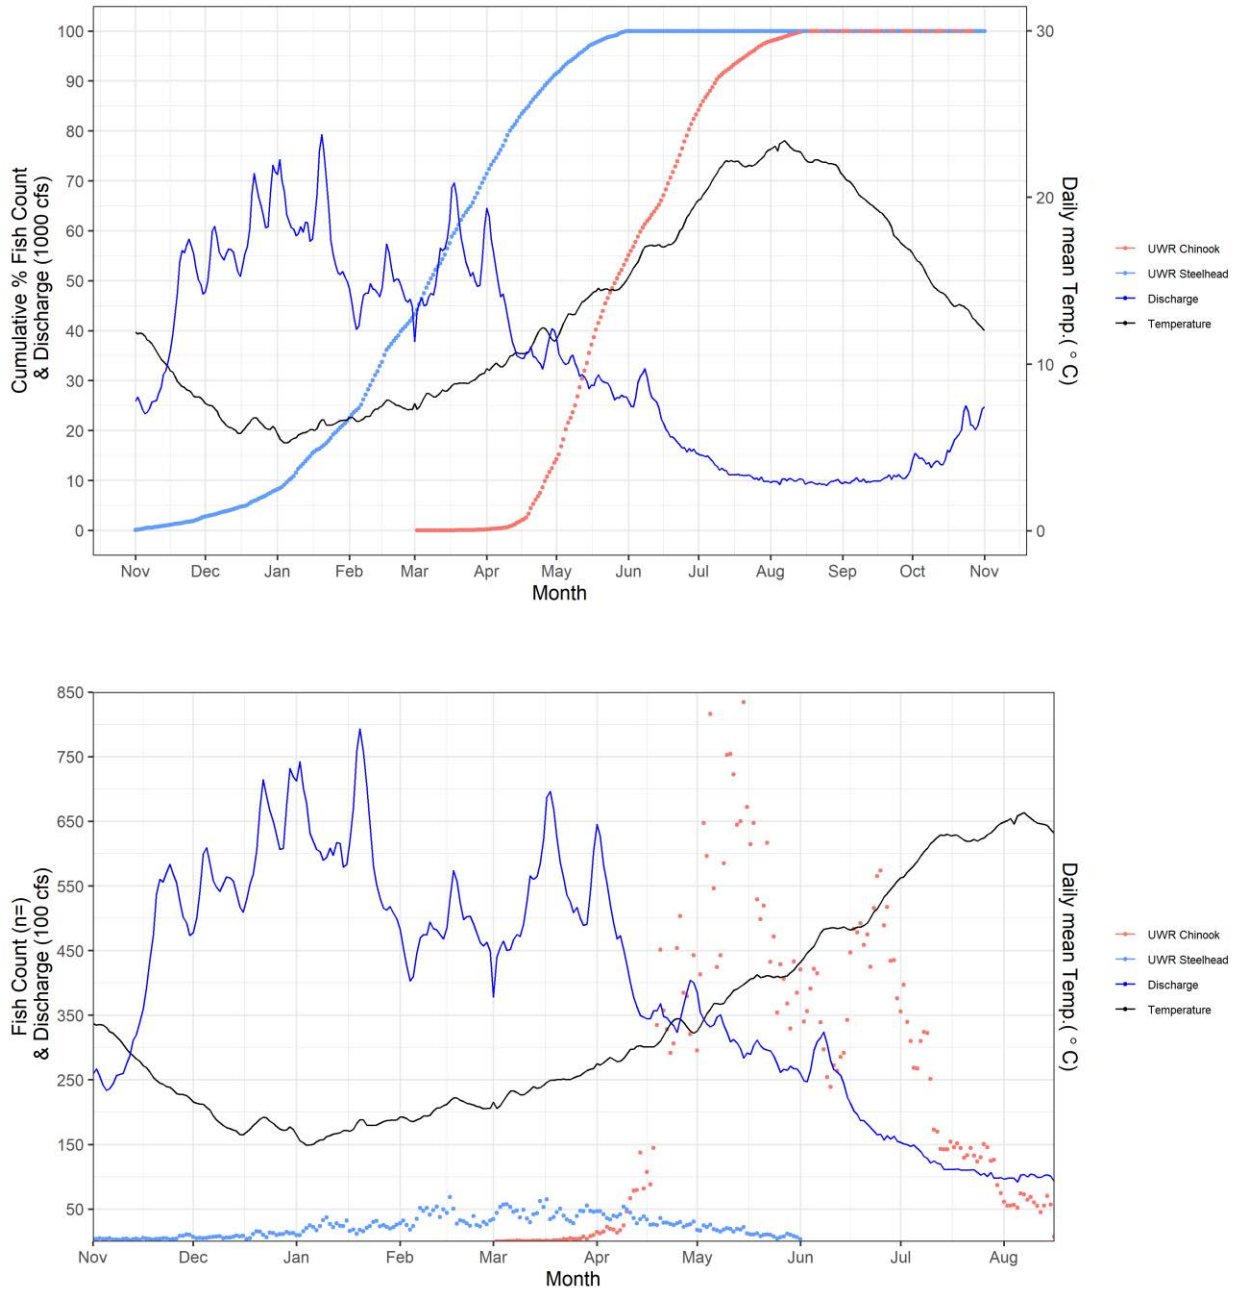 100
90
80
70
60
50
40
30
20
10
0
Cumulative % Fish Count
& Discharge (1000 cfs)
30
20
10
0
Daily mean Temp.( ° C)
Nov Dec Jan Feb Mar Apr May Jun Jul Aug Sep Oct Nov
Month
UWR Chinook
UWR Steelhead
Discharge
Temperature
850
750
650
550
450
350
250
150
50
Fish Count (n=)
& Discharge (100 cfs)
Daily mean Temp.( ° C)
Nov Dec Jan Feb Mar Apr May Jun Jul Aug
Month
UWR Chinook
UWR Steelhead
Discharge
Temperature